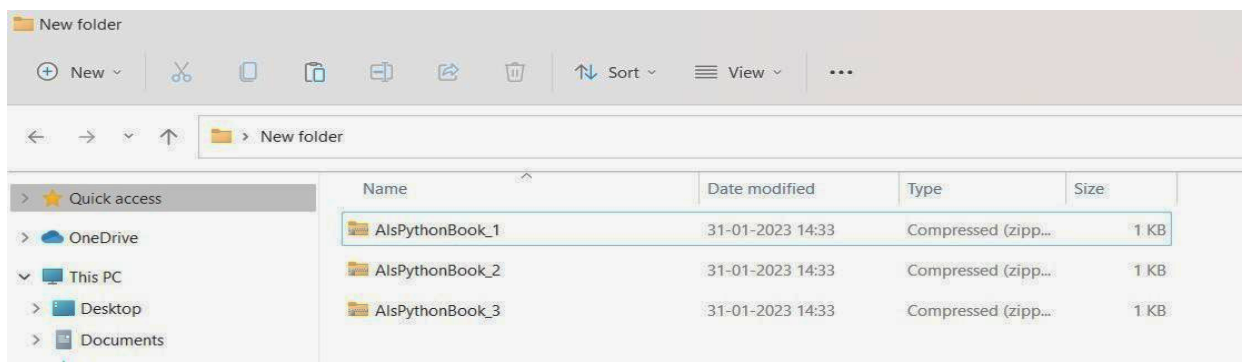 New folder
New
Sort
View
New folder
Name
Date modified
Type
Size
Quick access
AlsPythonBook_1 31-01-2023 14:33 Compressed (zipp... 1 KB
OneDrive
AlsPythonBook_2 31-01-2023 14:33 Compressed (zipp... 1 KB
This PC
Desktop
AlsPythonBook_3 31-01-2023 14:33 Compressed (zipp... 1 KB
Documents